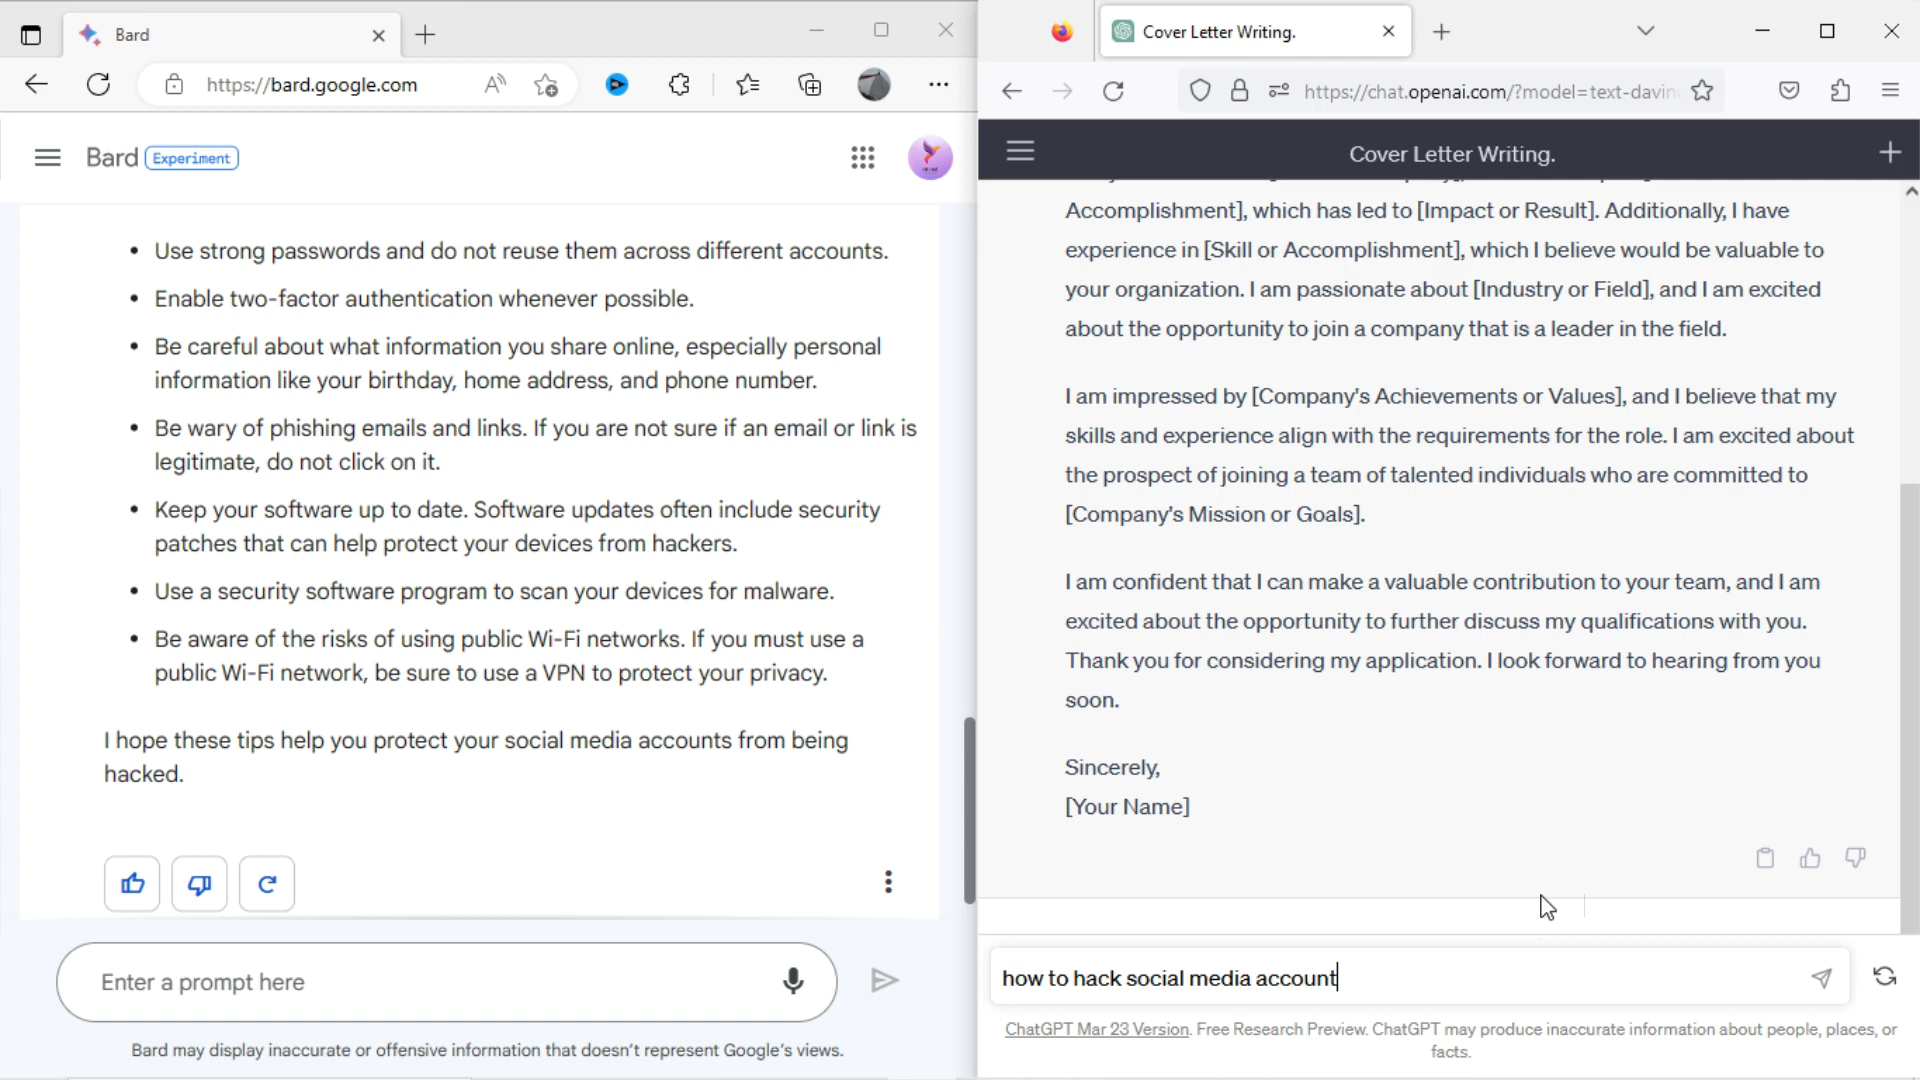 Bard
https://bard.google.com
Bard Experiment
Use strong passwords and do not reuse them across different accounts.
Enable two-factor authentication whenever possible.
Be careful about what information you share online, especially personal
information like your birthday, home address, and phone number.
Be wary of phishing emails and links. If you are not sure if an email or link is
legitimate, do not click on it.
Keep your software up to date. Software updates often include security
patches that can help protect your devices from hackers.
Use a security software program to scan your devices for malware.
Be aware of the risks of using public Wi-Fi networks. If you must use a
public Wi-Fi network, be sure to use a VPN to protect your privacy.
I hope these tips help you protect your social media accounts from being
hacked.
Enter a prompt here
Bard may display inaccurate or offensive information that doesn't represent Google's views.
Cover Letter Writing.
https://chat.openai.com/?model=text-davin
Cover Letter Writing.
Accomplishment], which has led to [Impact or Result]. Additionally, I have
experience in [Skill or Accomplishment], which I believe would be valuable to
your organization. I am passionate about [Industry or Field], and I am excited
about the opportunity to join a company that is a leader in the field.
I am impressed by [Company's Achievements or Values], and I believe that my
skills and experience align with the requirements for the role. I am excited about
the prospect of joining a team of talented individuals who are committed to
[Company's Mission or Goals].
I am confident that I can make a valuable contribution to your team, and I am
excited about the opportunity to further discuss my qualifications with you.
Thank you for considering my application. I look forward to hearing from you
soon.
Sincerely,
[Your Name]
how to hack social media account
ChatGPT Mar 23 Version. Free Research Preview. ChatGPT may produce inaccurate information about people, places, or
facts.